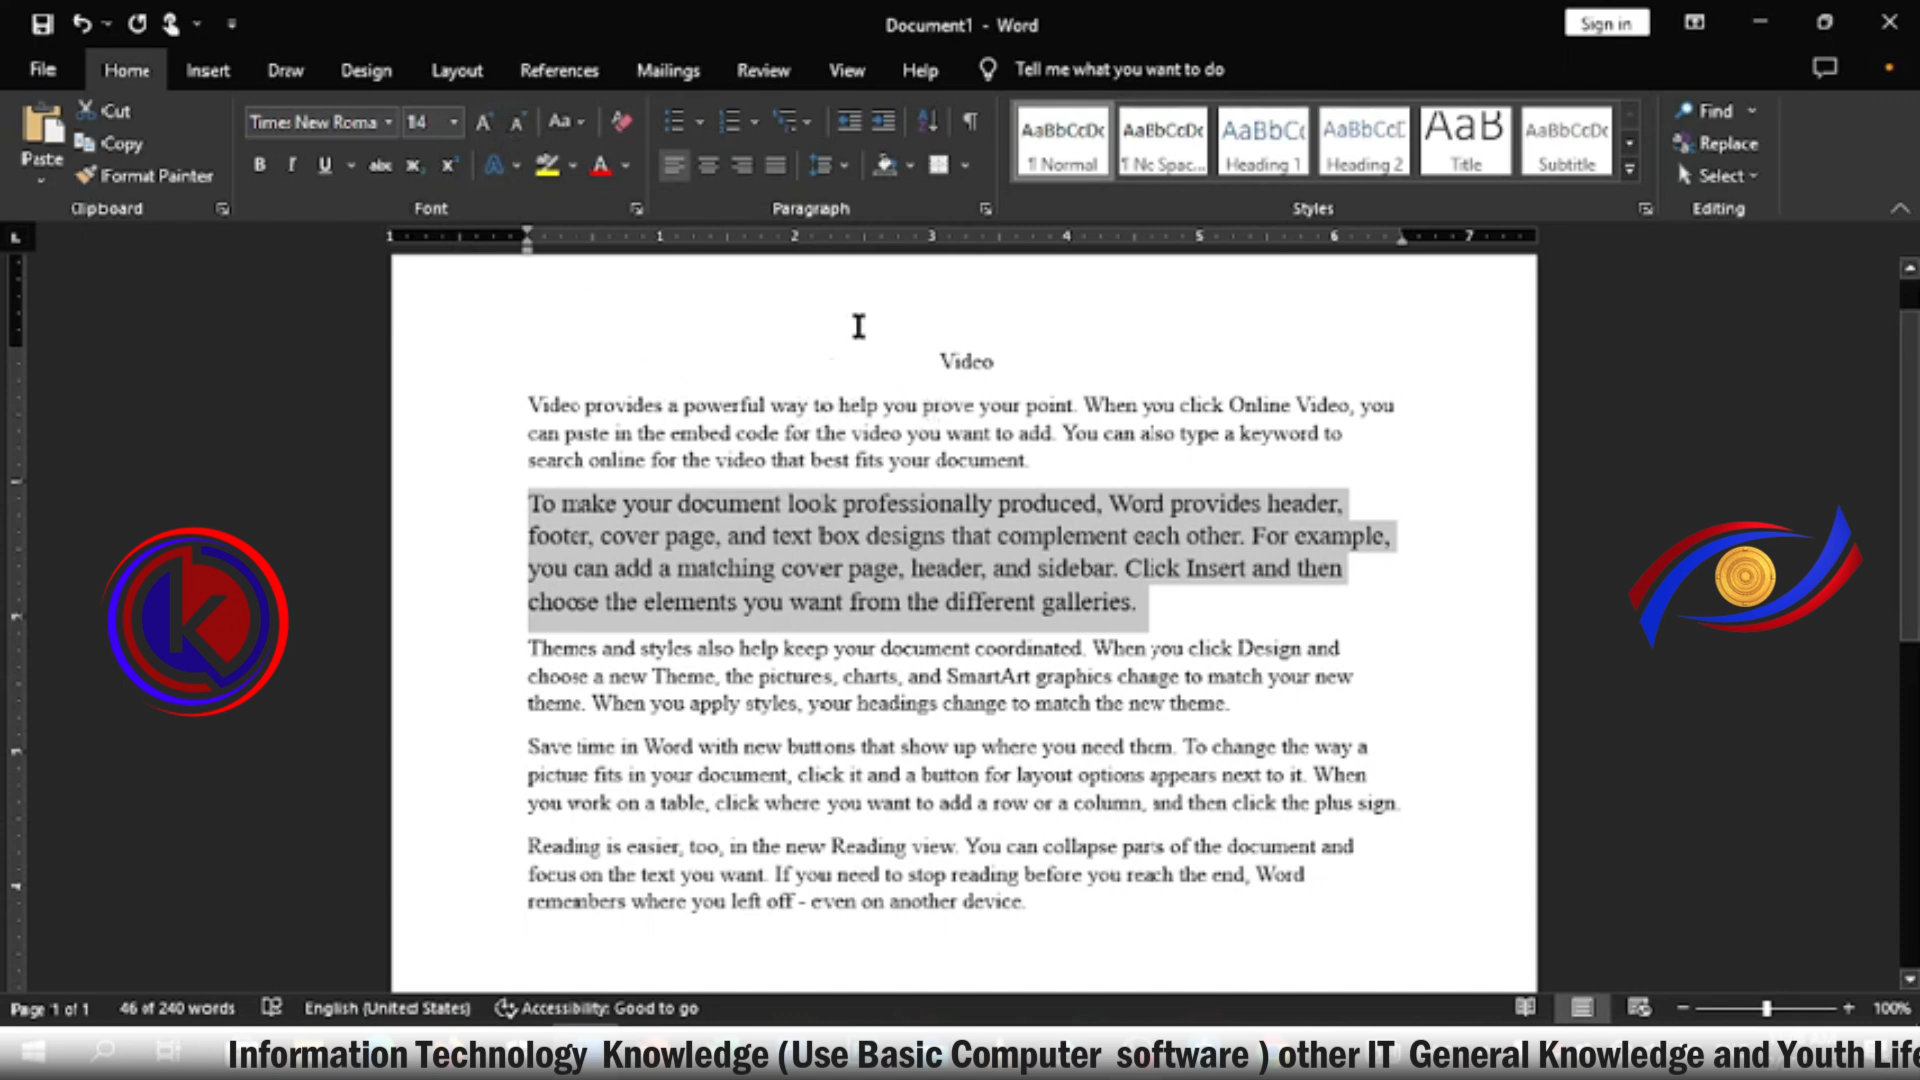 Document1 - Word
Sign in
File Home Insert Draw Design Layout References Mailings Review View Help Tell me what you want to do
Paste
Cut
Copy
Format Painter
Clipboard
Times New Roma 14 A A Aa
B I U abc x x A A
Font
Paragraph
AaBbCcDc AaBbCcDc AaBbCc AaBbCcD AaB AaBbCcDc
¶ Normal ¶ No Spac... Heading 1 Heading 2 Title Subtitle
Styles
Find
Replace
Select
Editing
L 1 1 2 3 4 5 6 7
Video
Video provides a powerful way to help you prove your point. When you click Online Video, you
can paste in the embed code for the video you want to add. You can also type a keyword to
search online for the video that best fits your document.
To make your document look professionally produced, Word provides header,
footer, cover page, and text box designs that complement each other. For example,
you can add a matching cover page, header, and sidebar. Click Insert and then
choose the elements you want from the different galleries.
Themes and styles also help keep your document coordinated. When you click Design and
choose a new Theme, the pictures, charts, and SmartArt graphics change to match your new
theme. When you apply styles, your headings change to match the new theme.
Save time in Word with new buttons that show up where you need them. To change the way a
picture fits in your document, click it and a button for layout options appears next to it. When
you work on a table, click where you want to add a row or a column, and then click the plus sign.
Reading is easier, too, in the new Reading view. You can collapse parts of the document and
focus on the text you want. If you need to stop reading before you reach the end, Word
remembers where you left off - even on another device.
K
Page 1 of 1 46 of 240 words English (United States) Accessibility: Good to go 100%
Information Technology Knowledge (Use Basic Computer software ) other IT General Knowledge and Youth Life